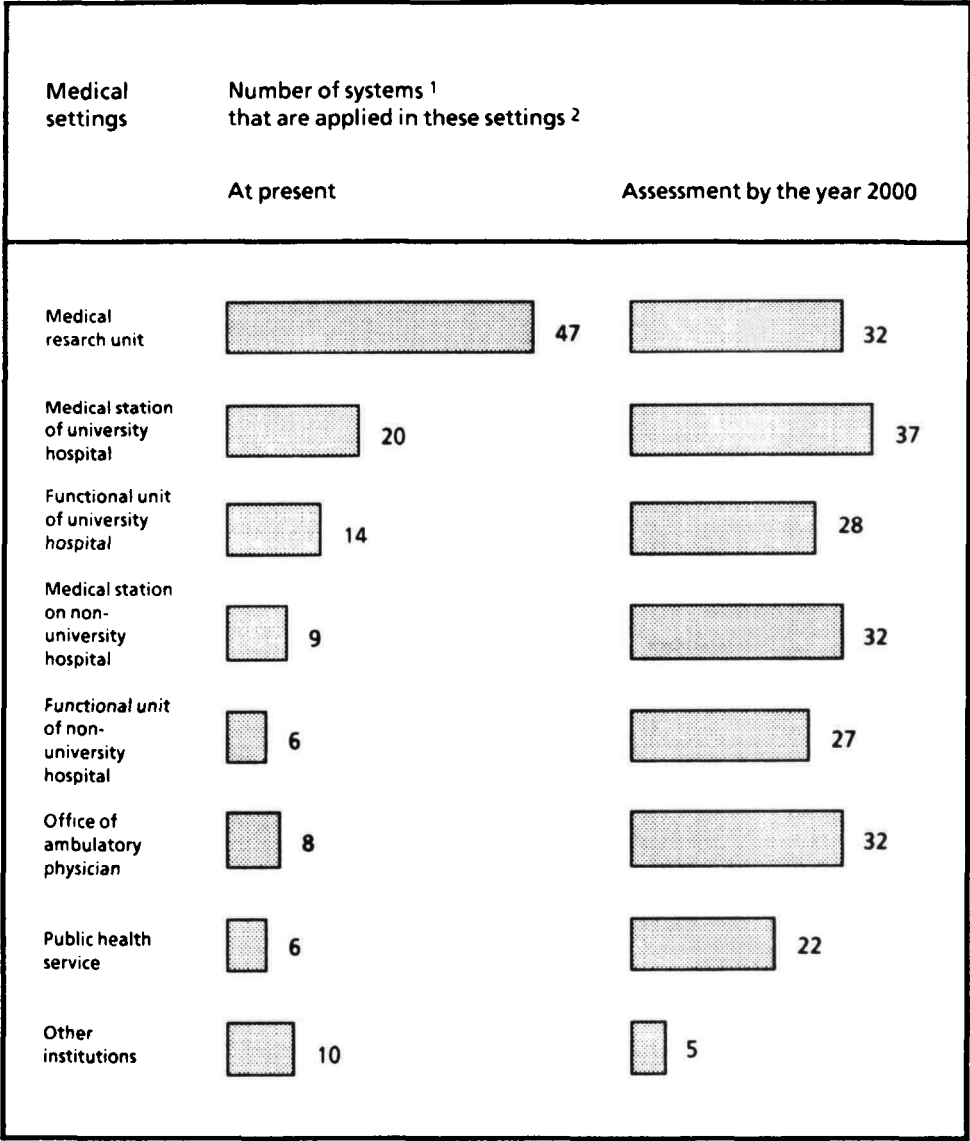 Medical
settings
Number of systems 1
that are applied in these settings 2
At present
Assessment by the year 2000
Medical
resarch unit
47
32
Medical station
of university
hospital
20
37
Functional unit
of university
hospital
14
28
Medical station
on non-
university
hospital
9
32
Functional unit
of non-
university
hospital
6
27
Office of
ambulatory
physician
8
32
Public health
service
6
22
Other
institutions
10
5